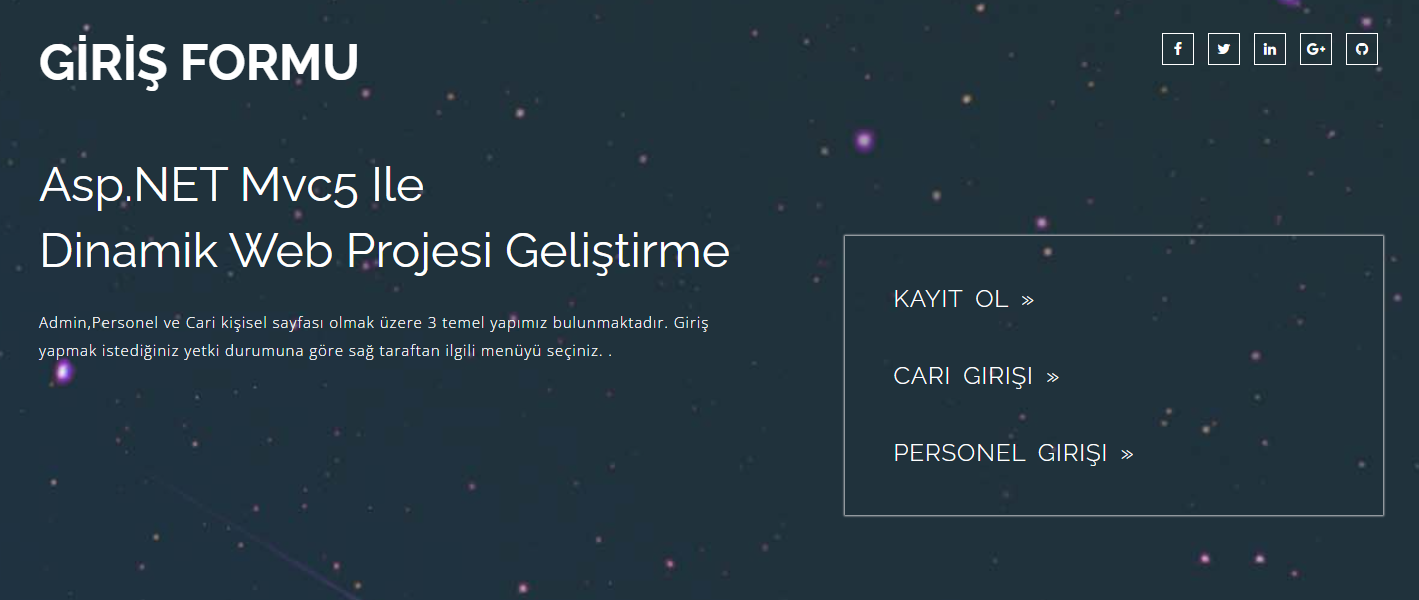 GİRİŞ FORMU
Asp.NET Mvc5 Ile
Dinamik Web Projesi Geliştirme
Admin,Personel ve Cari kişisel sayfası olmak üzere 3 temel yapımız bulunmaktadır. Giriş
yapmak istediğiniz yetki durumuna göre sağ taraftan ilgili menüyü seçiniz. .
KAYIT OL »
CARI GIRIŞI »
PERSONEL GIRIŞI »